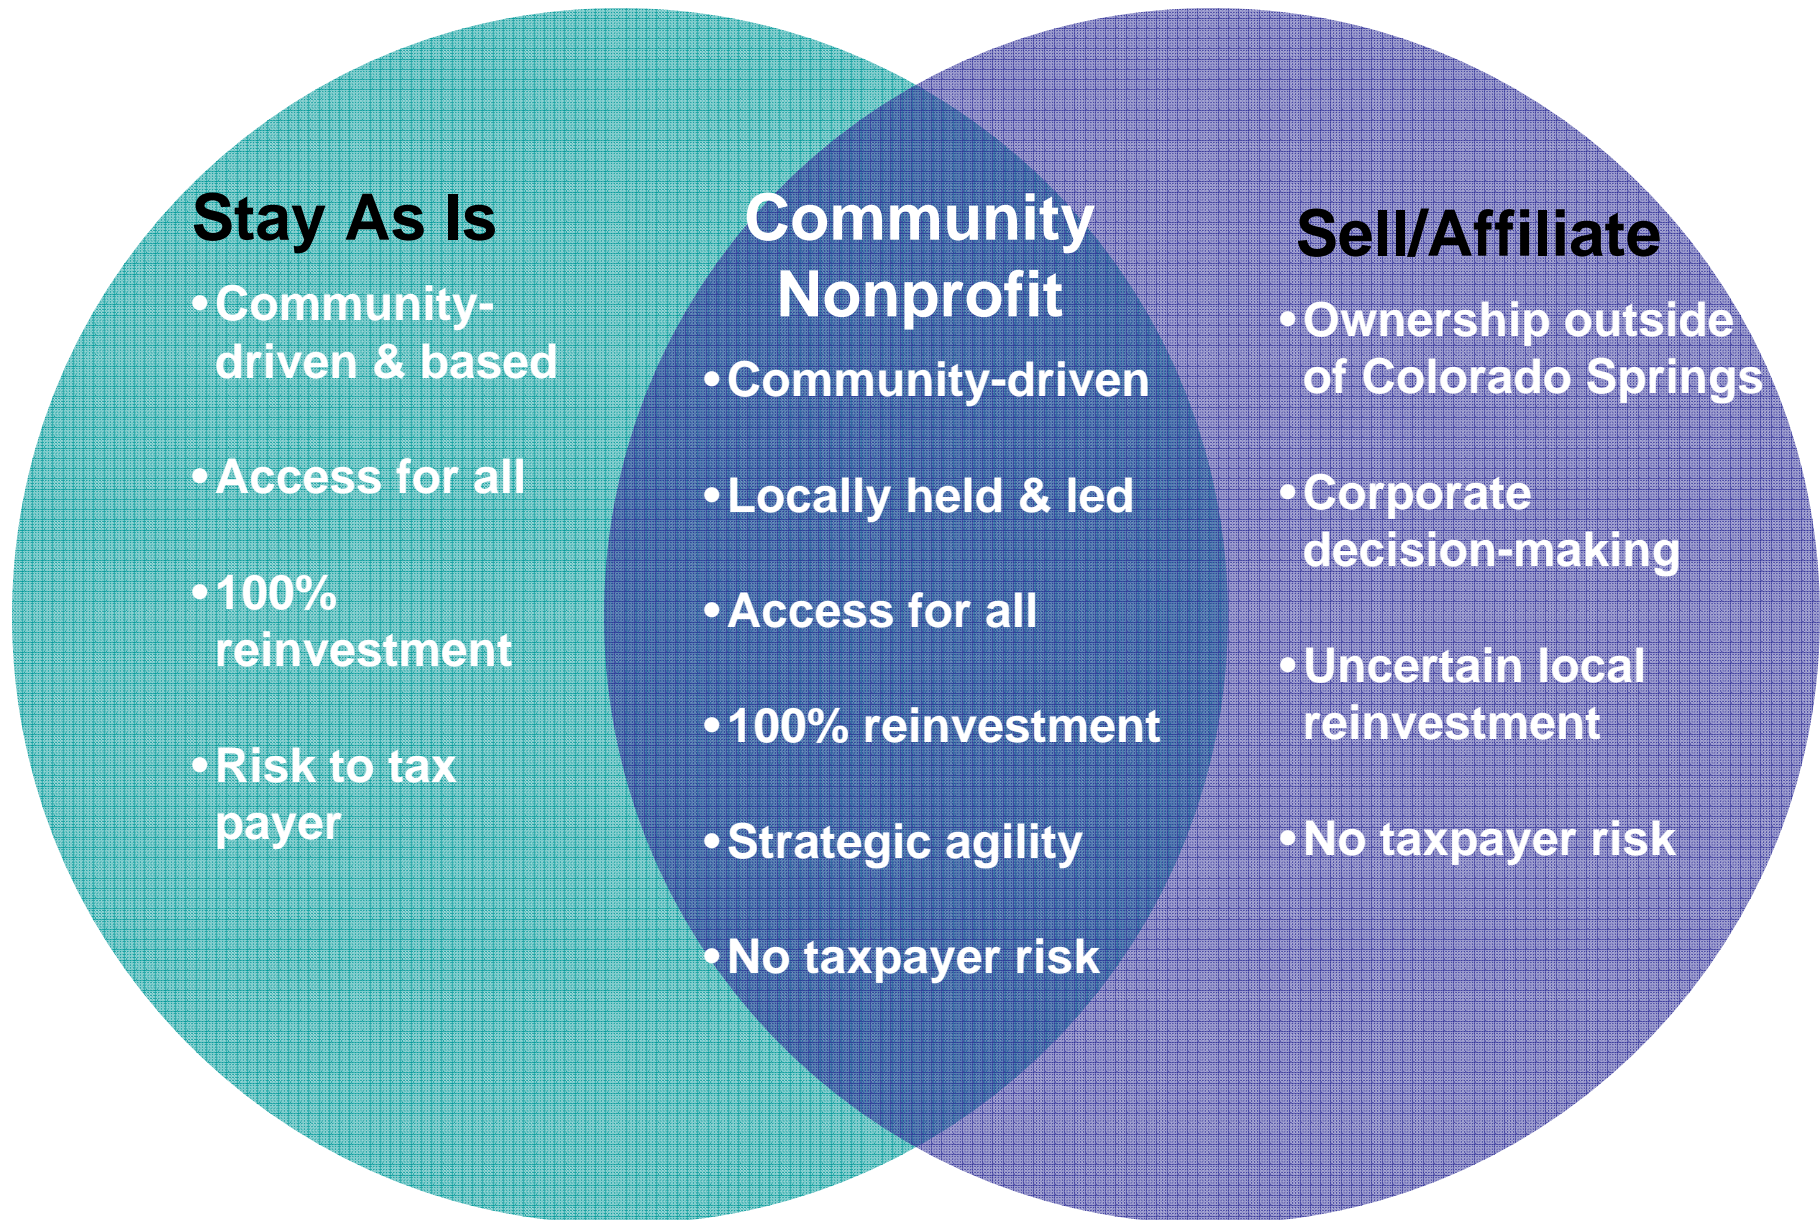 Stay As Is
•Community-
driven & based
•Access for all
•100%
reinvestment
•Risk to tax
payer
Community
Nonprofit
•Community-driven
•Locally held & led
•Access for all
•100% reinvestment
•Strategic agility
•No taxpayer risk
Sell/Affiliate
•Ownership outside
of Colorado Springs
•Corporate
decision-making
•Uncertain local
reinvestment
•No taxpayer risk